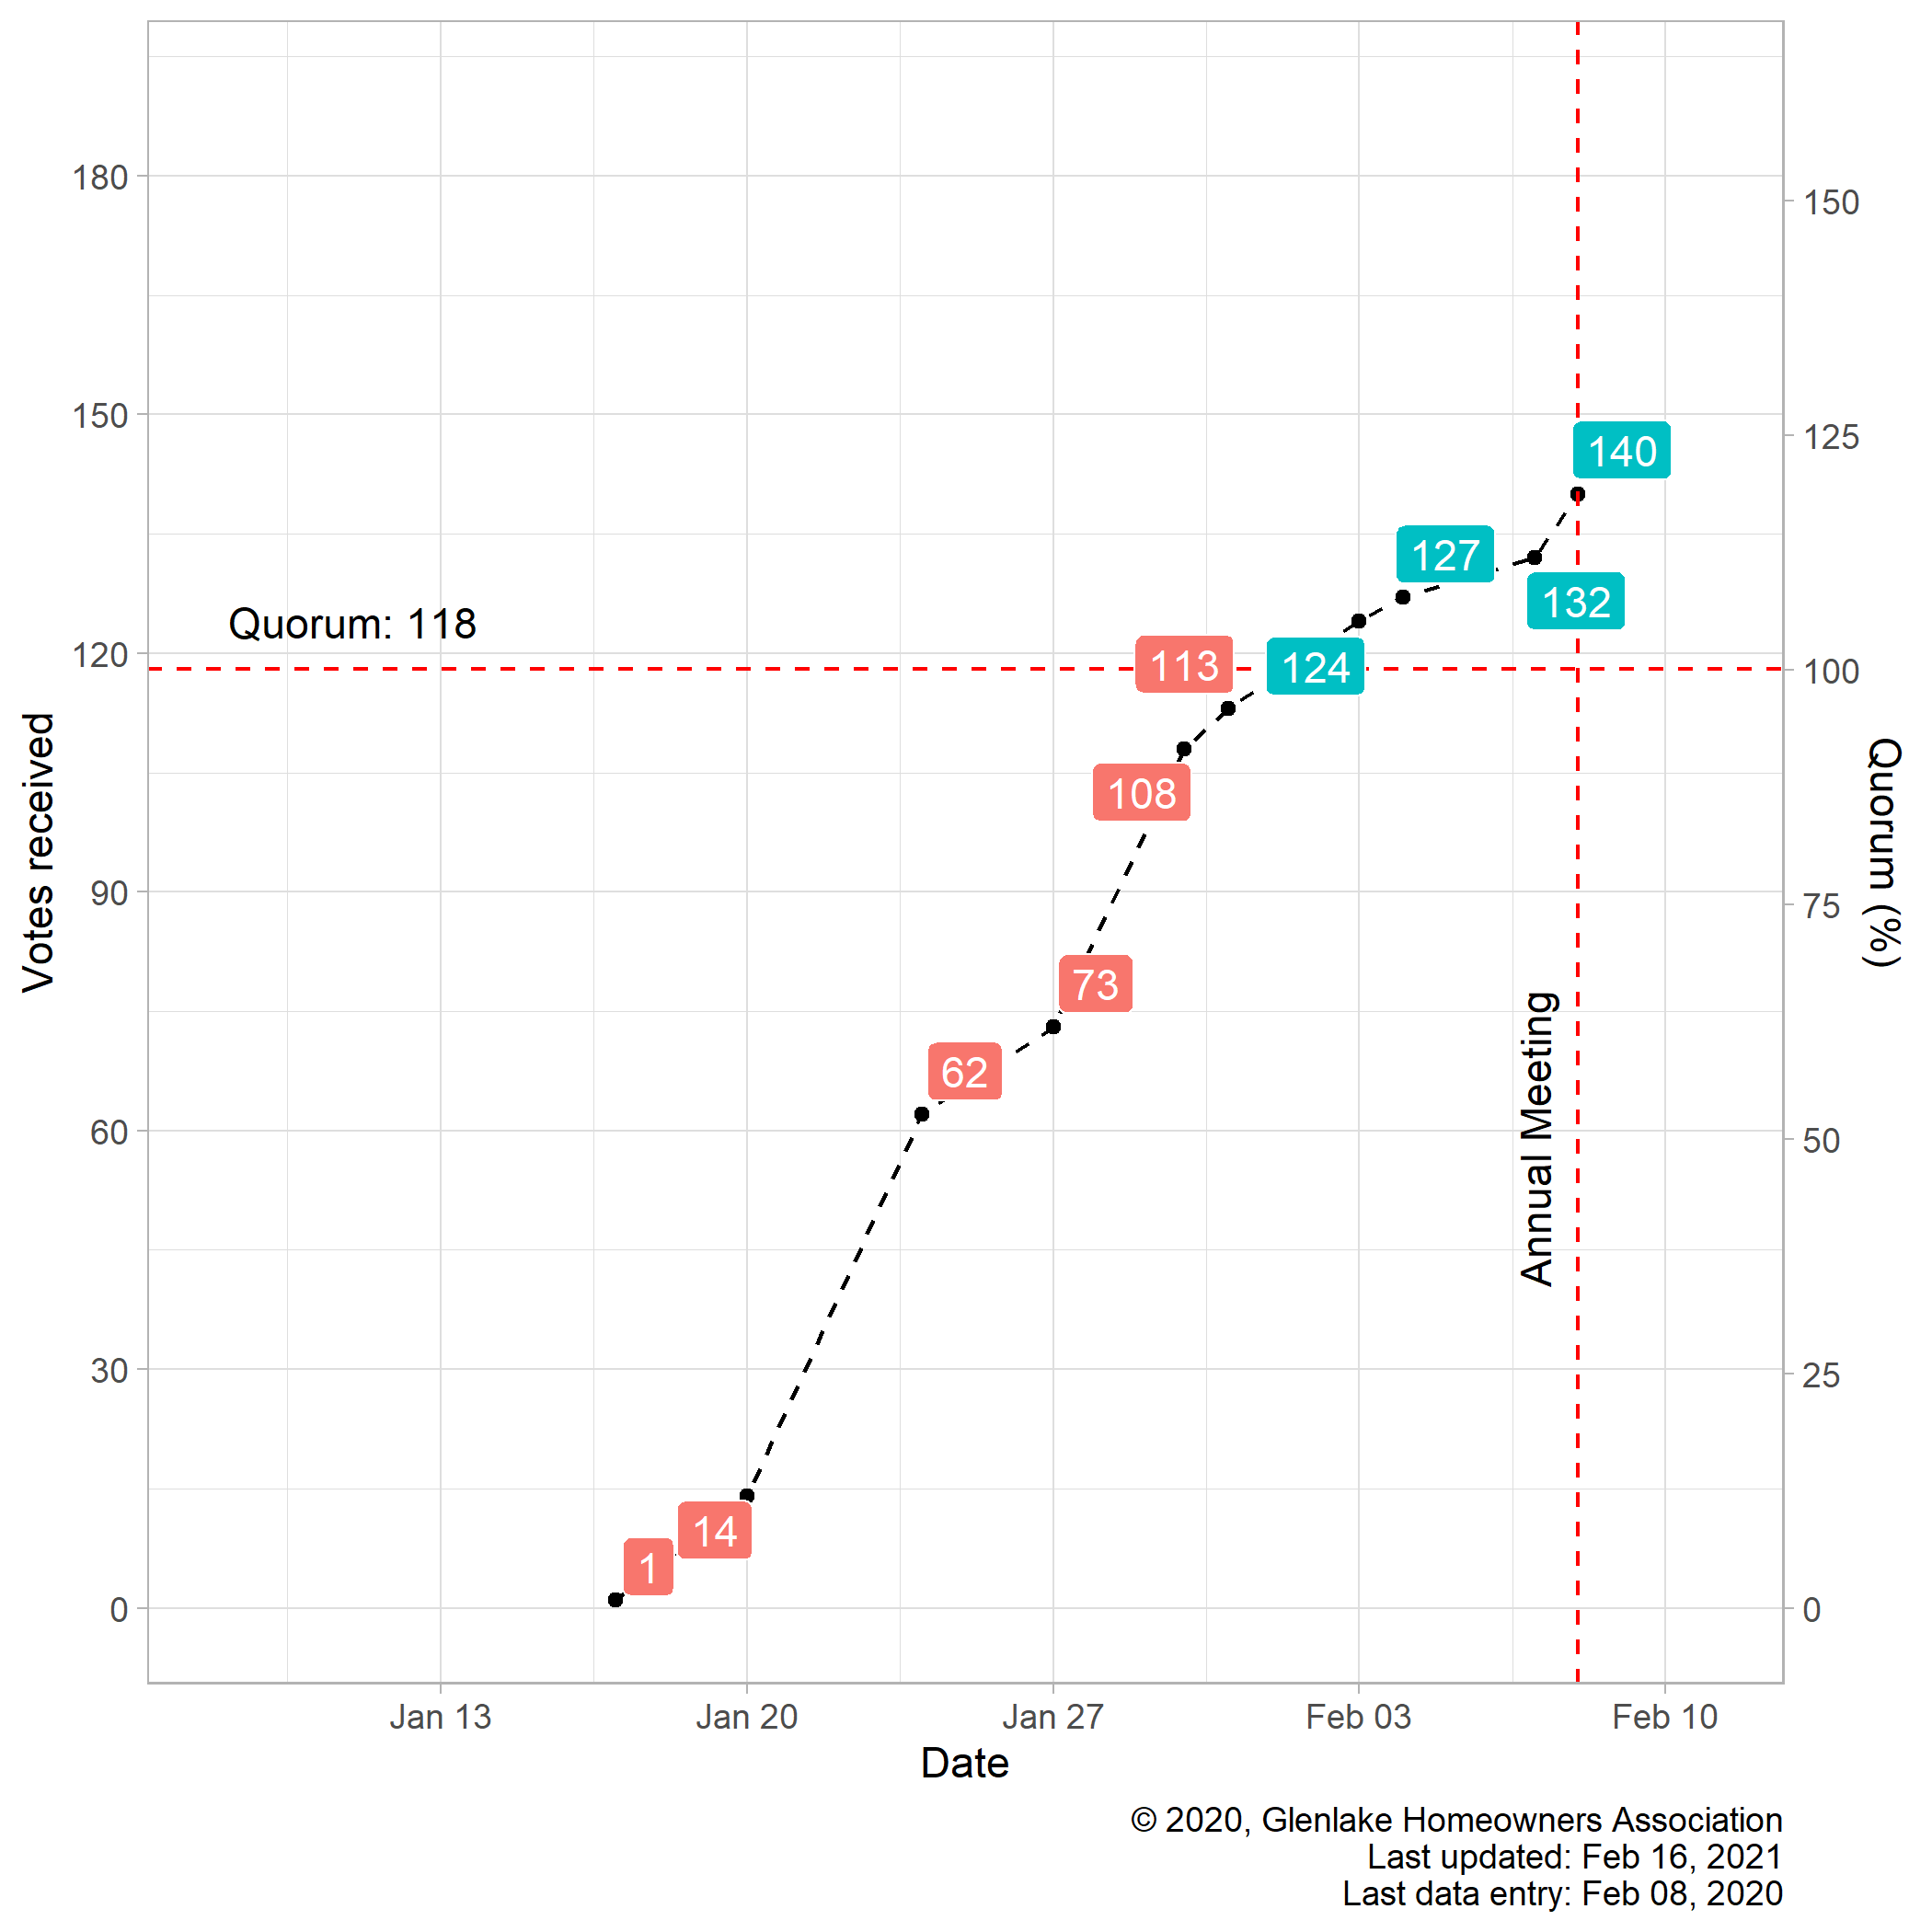 180
150
120
90
60
30
0
Votes received
Quorum: 118
1
14
62
73
108
113
124
127
132
140
Annual Meeting
150
125
100
75
50
25
0
Quorum (%)
Jan 13
Jan 20
Jan 27
Feb 03
Feb 10
Date
© 2020, Glenlake Homeowners Association
Last updated: Feb 16, 2021
Last data entry: Feb 08, 2020